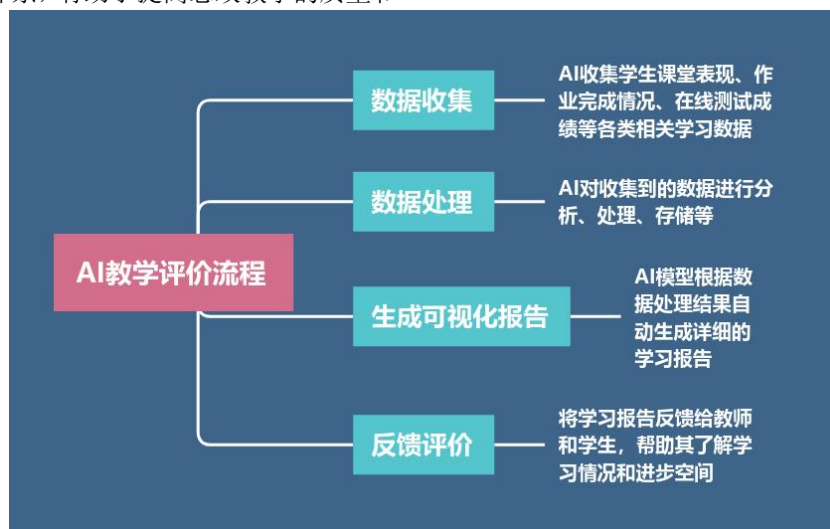 AI教学评价流程
数据收集
AI收集学生课堂表现、作
业完成情况、在线测试成
绩等各类相关学习数据
数据处理
AI对收集到的数据进行分
析、处理、存储等
生成可视化报告
AI模型根据数
据处理结果自
动生成详细的
学习报告
反馈评价
将学习报告反馈给教师
和学生，帮助其了解学
习情况和进步空间